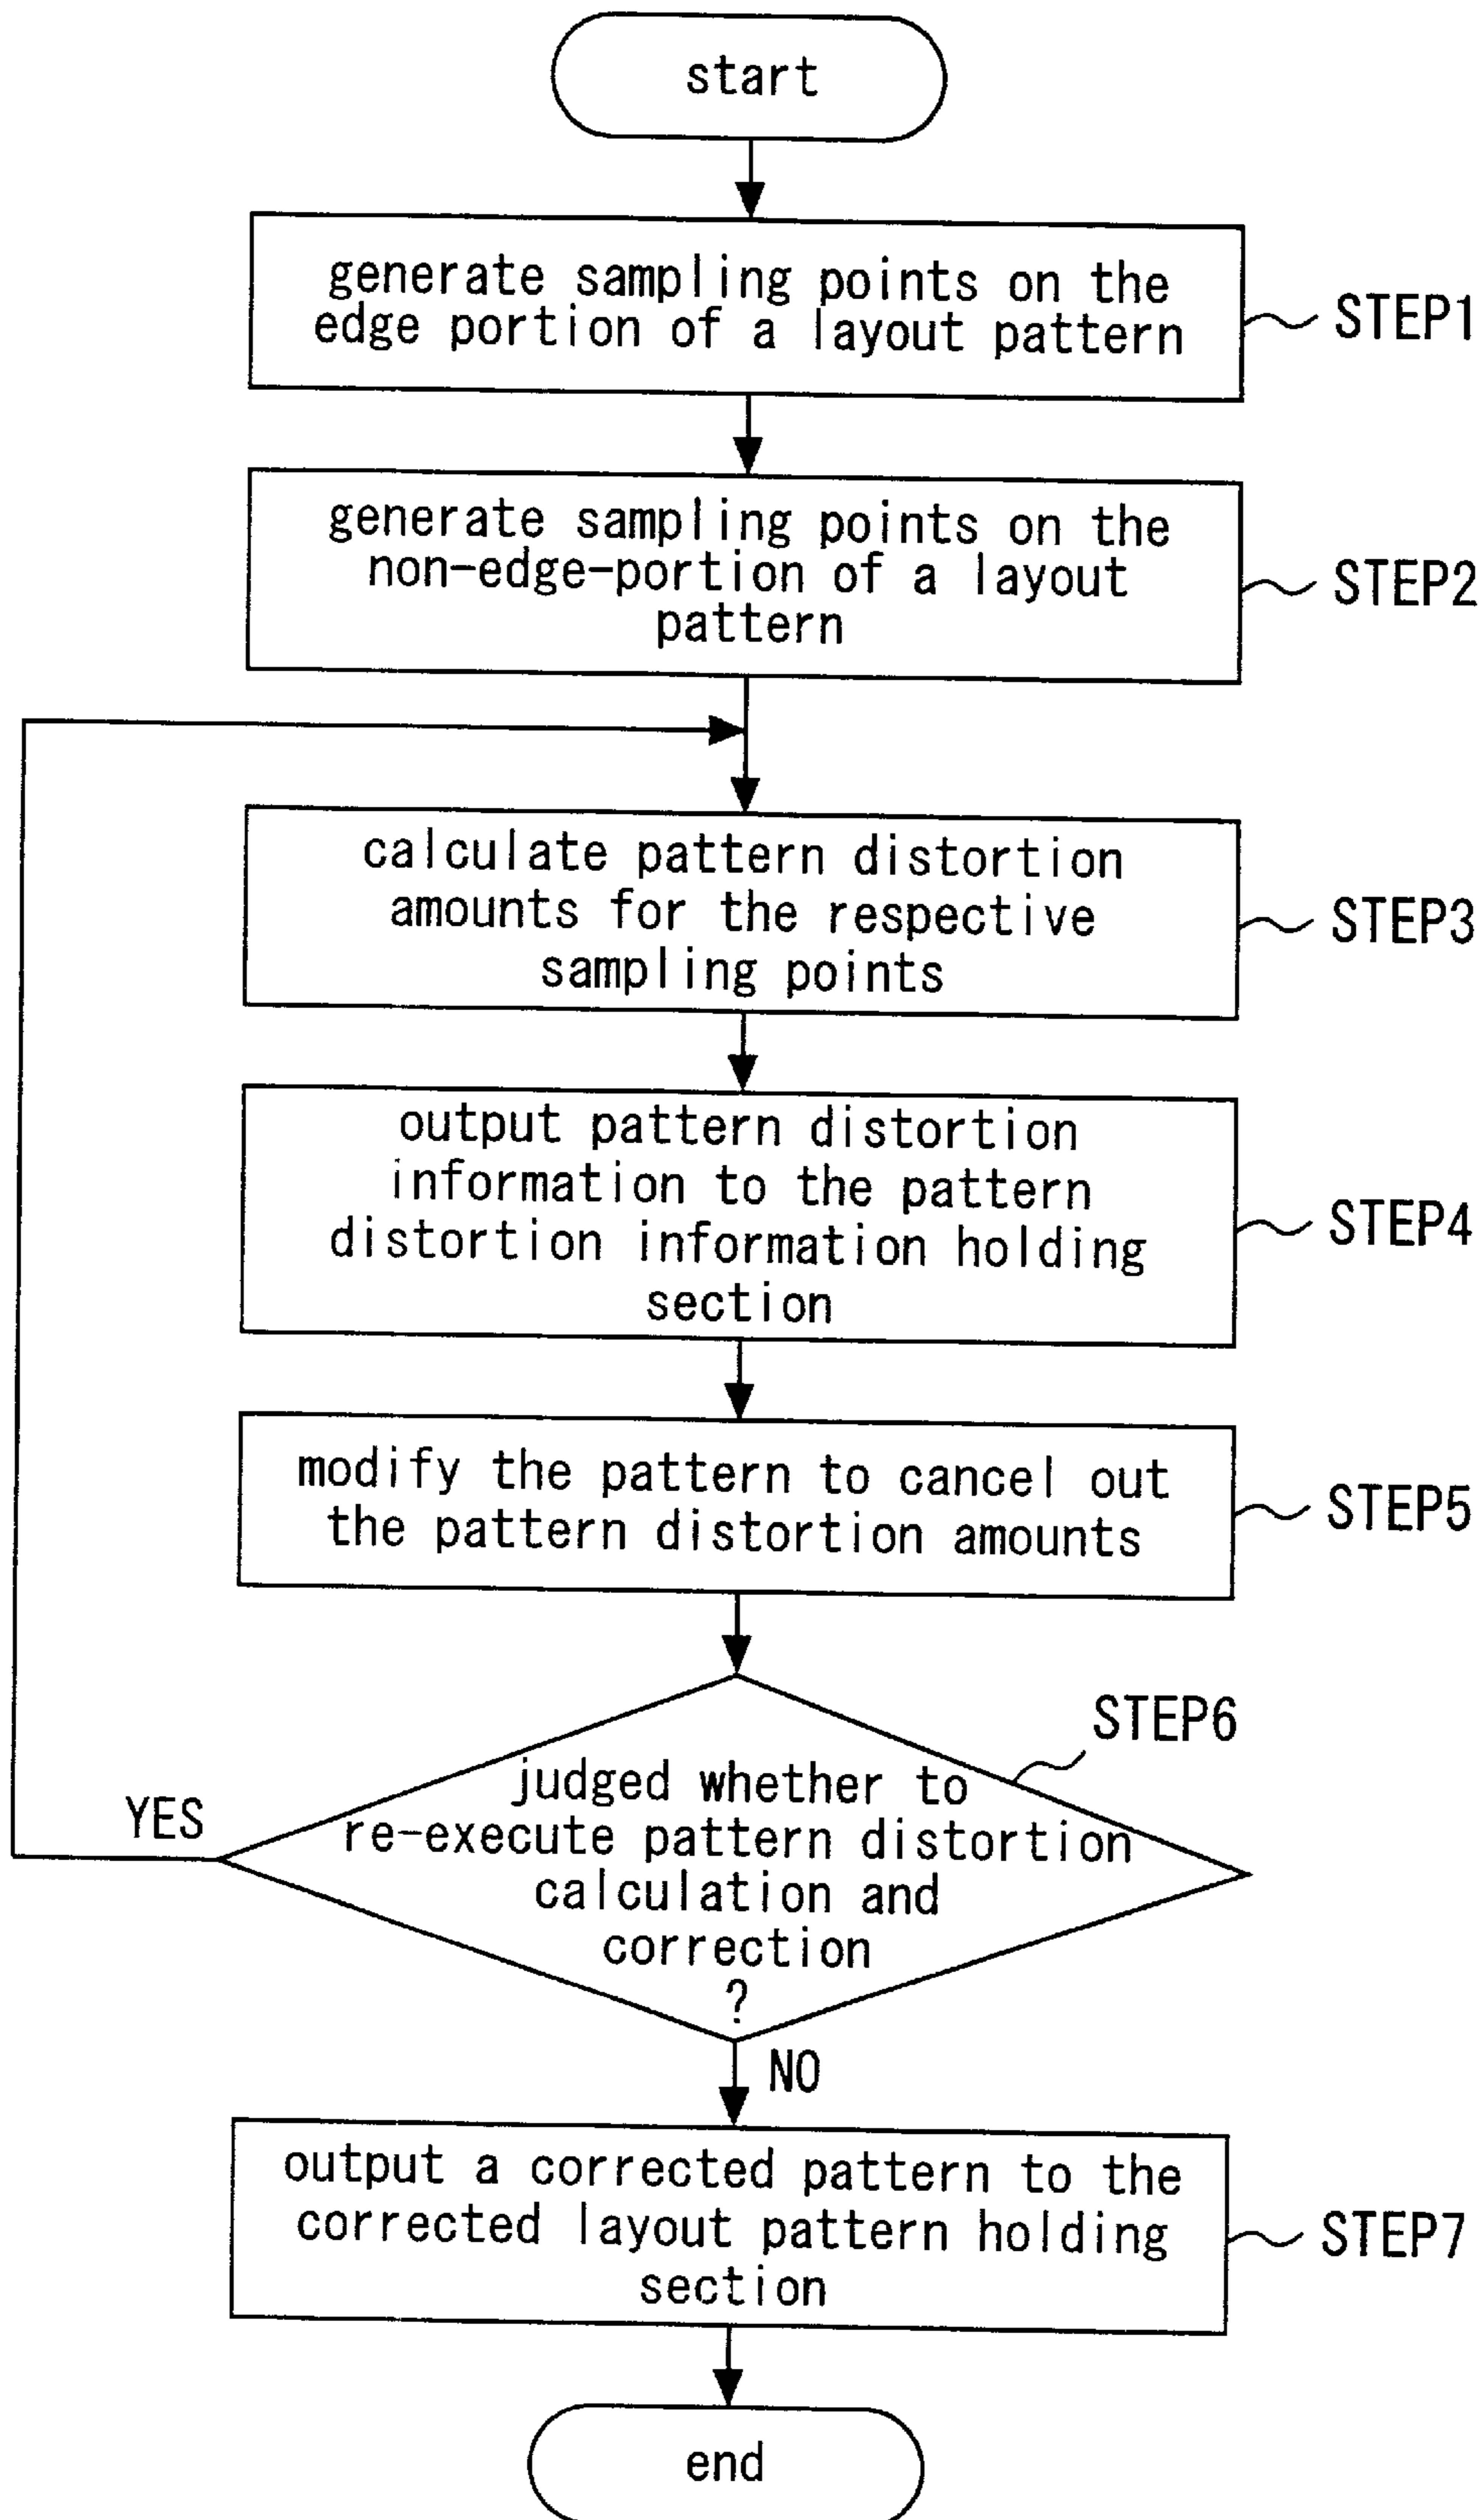 start
generate sampling points on the
edge portion of a layout pattern
STEP1
generate sampling points on the
non-edge-portion of a layout
pattern
STEP2
calculate pattern distortion
amounts for the respective
sampling points
STEP3
output pattern distortion
information to the pattern
distortion information holding
section
STEP4
modify the pattern to cancel out
the pattern distortion amounts
STEP5
STEP6
judged whether to
re-execute pattern distortion
calculation and
correction
?
YES
NO
output a corrected pattern to the
corrected layout pattern holding
section
STEP7
end